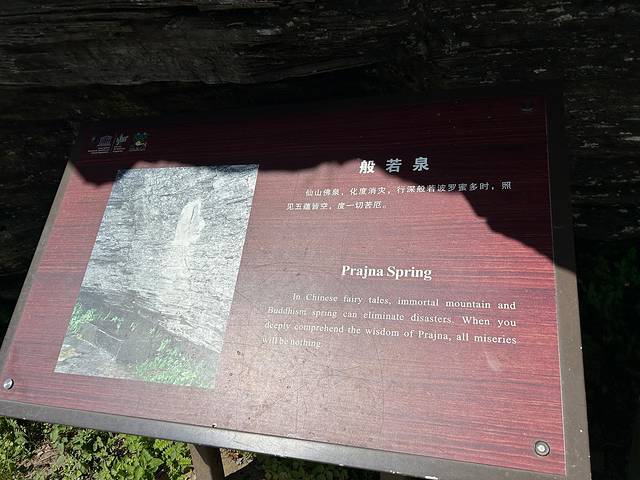 般若泉
仙山佛泉，化度消灾，行深般若波罗蜜多时，照
见五蕴皆空，度一切苦厄。
Prajna Spring
In Chinese fairy tales, immortal mountain and
Buddhism spring can eliminate disasters. When you
deeply comprehend the wisdom of Prajna, all miseries
will be nothing.